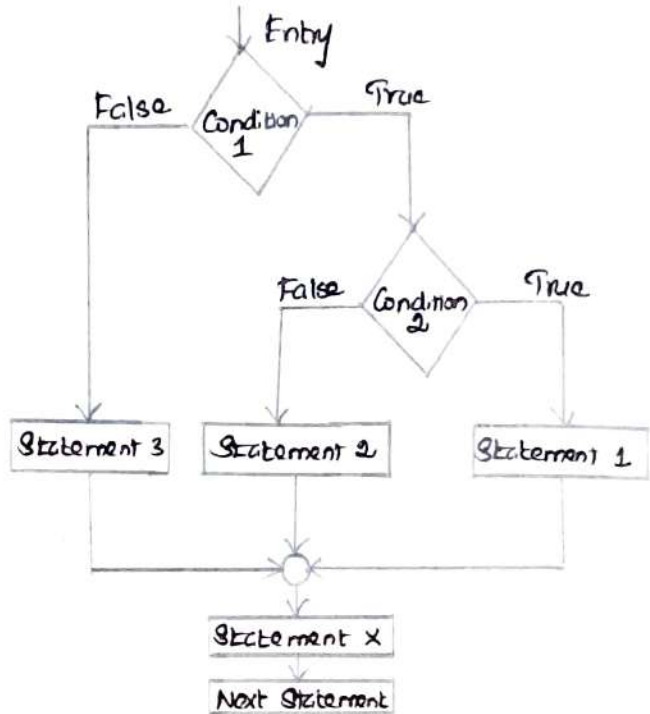 Entry
False
True
Condition
1
False
True
Condition
2
Statement 3
Statement 2
Statement 1
Statement x
Next Statement